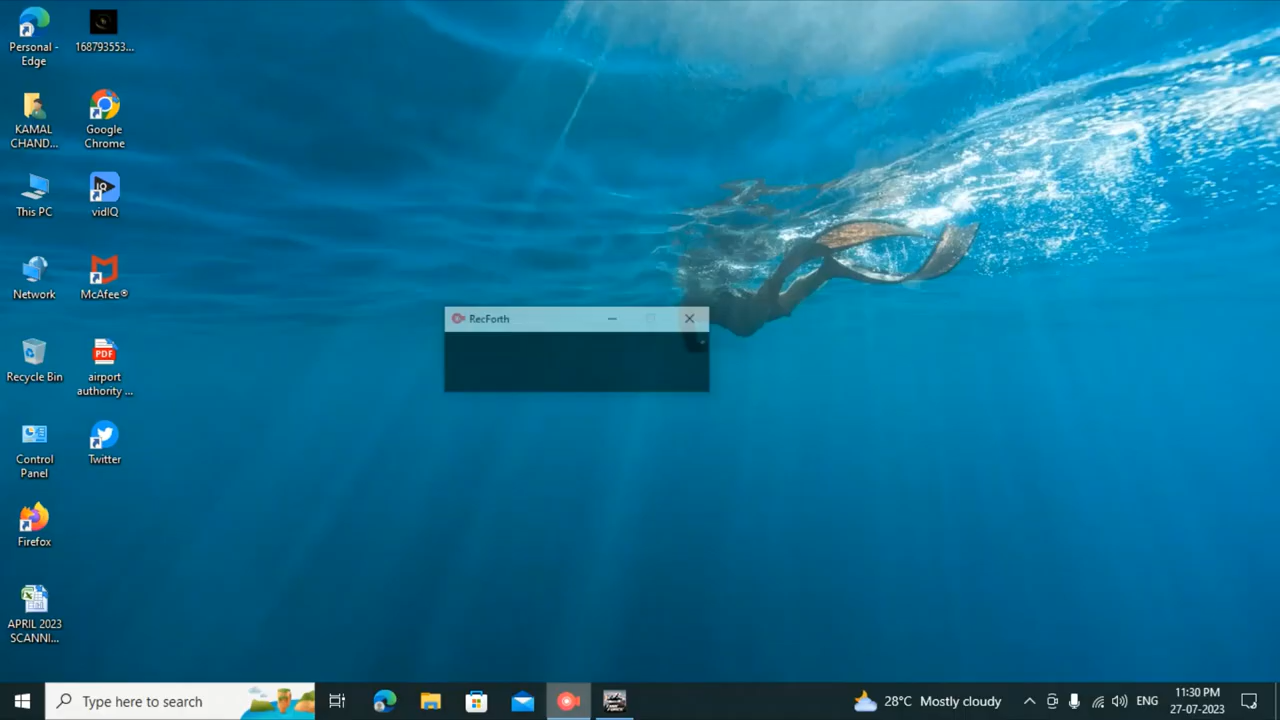 Personal -
Edge
168793553...
KAMAL
CHAND...
Google
Chrome
This PC
IQ
vidIQ
Network
McAfee®
Recycle Bin
PDF
airport
authority ...
Control
Panel
Twitter
Firefox
APRIL 2023
SCANNI...
RecForth
Type here to search
28°C Mostly cloudy
ENG
11:30 PM
27-07-2023